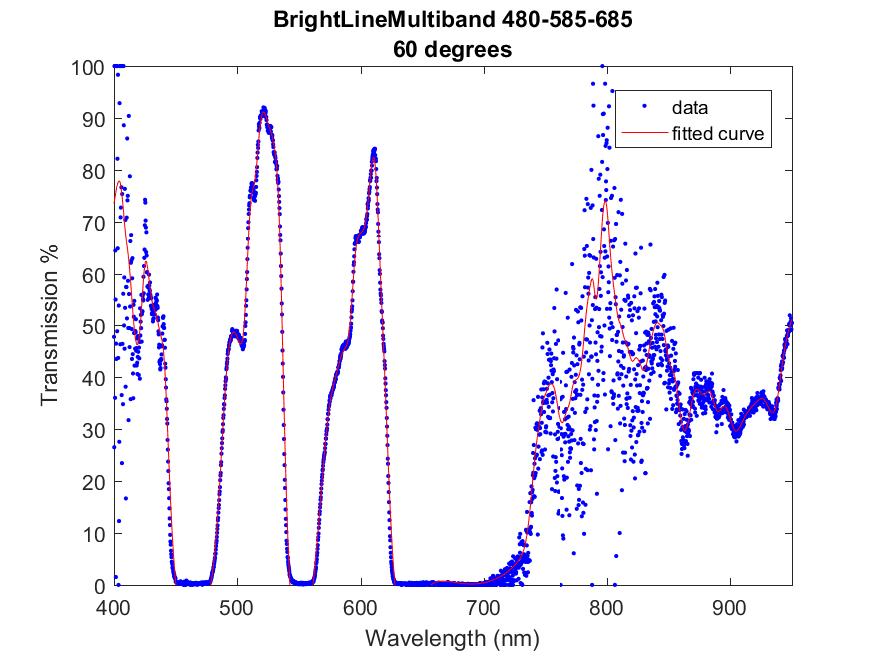 BrightLineMultiband 480-585-685
60 degrees
100
90
80
70
60
50
40
30
20
10
0
Transmission %
data
fitted curve
400 500 600 700 800 900
Wavelength (nm)